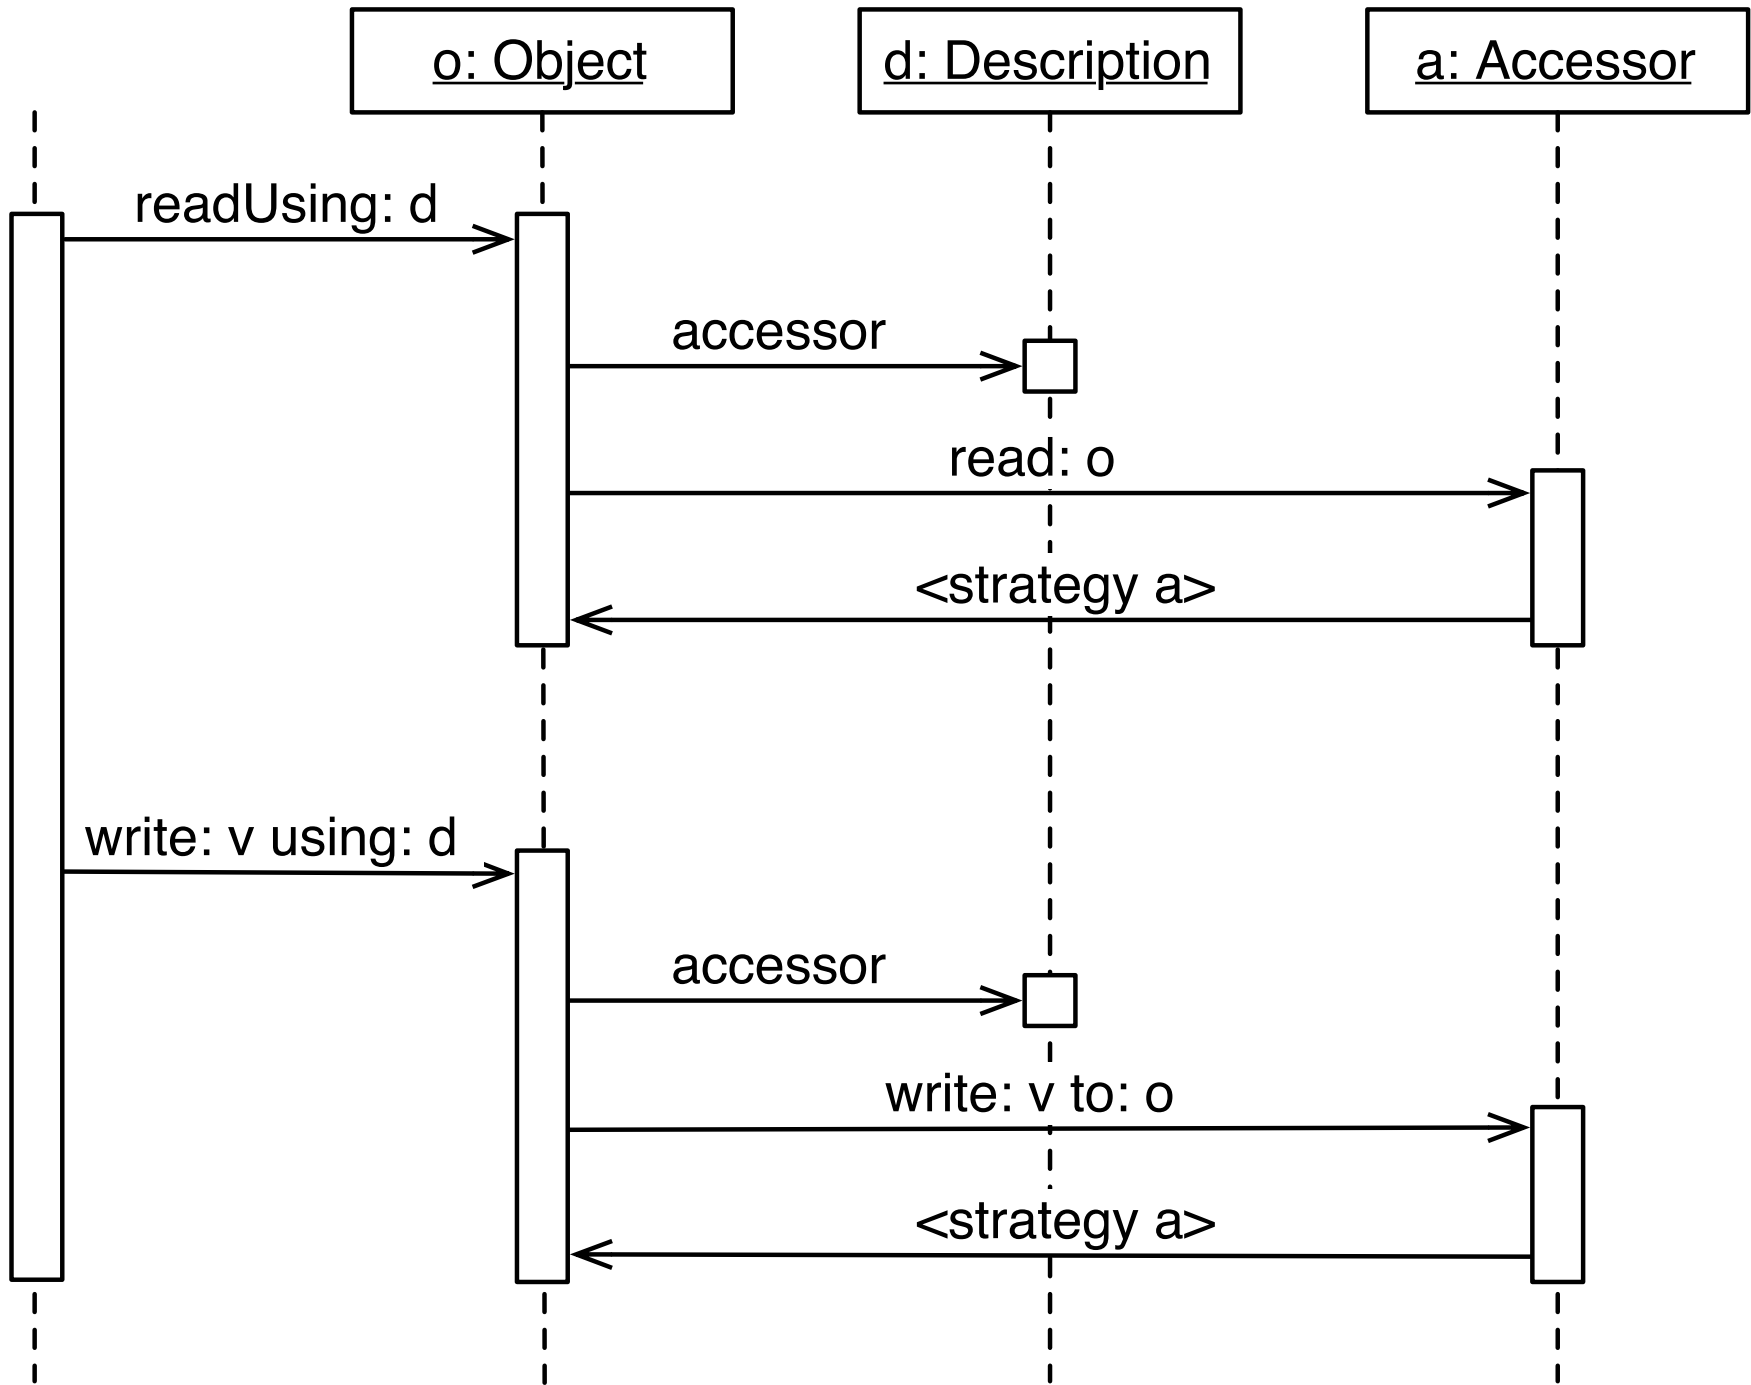 o: Object
d: Description
a: Accessor
readUsing: d
accessor
read: o
<strategy a>
write: v using: d
accessor
write: v to: o
<strategy a>